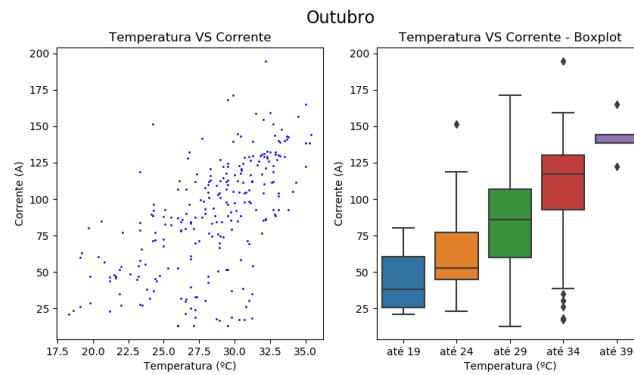 Outubro
Temperatura VS Corrente
Corrente (A)
200
175
150
125
100
75
50
25
17.5 20.0 22.5 25.0 27.5 30.0 32.5 35.0
Temperatura (ºC)
Temperatura VS Corrente - Boxplot
Corrente (A)
200
175
150
125
100
75
50
25
até 19 até 24 até 29 até 34 até 39
Temperatura (ºC)